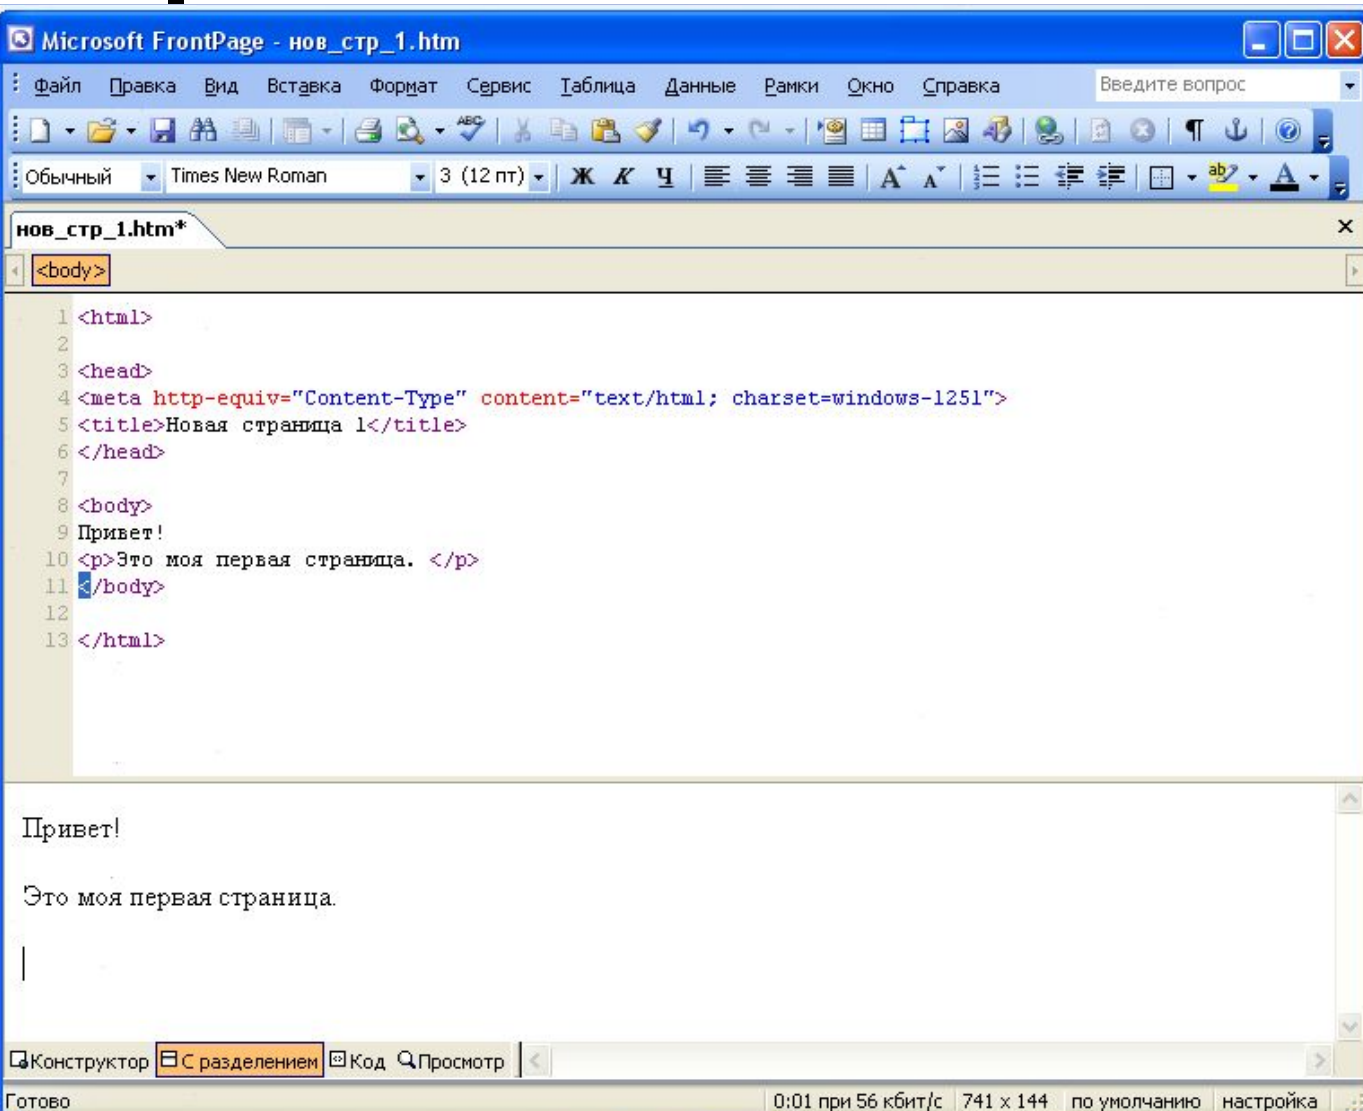 Microsoft FrontPage - нов_стр_1.htm
Файл Правка Вид Вставка Формат Сервис Таблица Данные Рамки Окно Справка Введите вопрос
Обычный Times New Roman 3 (12 пт) Ж К Ч
нов_стр_1.htm*
<body>
1 <html>
2
3 <head>
4 <meta http-equiv="Content-Type" content="text/html; charset=windows-1251">
5 <title>Новая страница 1</title>
6 </head>
7
8 <body>
9 Привет!
10 <p>Это моя первая страница. </p>
11 </body>
12
13 </html>
Привет!
Это моя первая страница.
Конструктор С разделением Код Просмотр
Готово 0:01 при 56 кбит/с 741 x 144 по умолчанию настройка